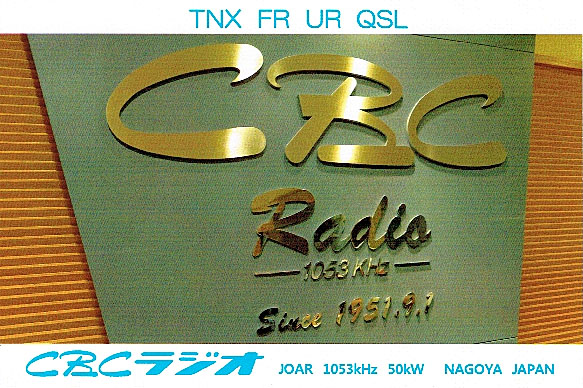 TNX FR UR QSL
CBC
Radio
1053 KHz
Since 1951.9.1
CBCラジオ JOAR 1053kHz 50kW NAGOYA JAPAN